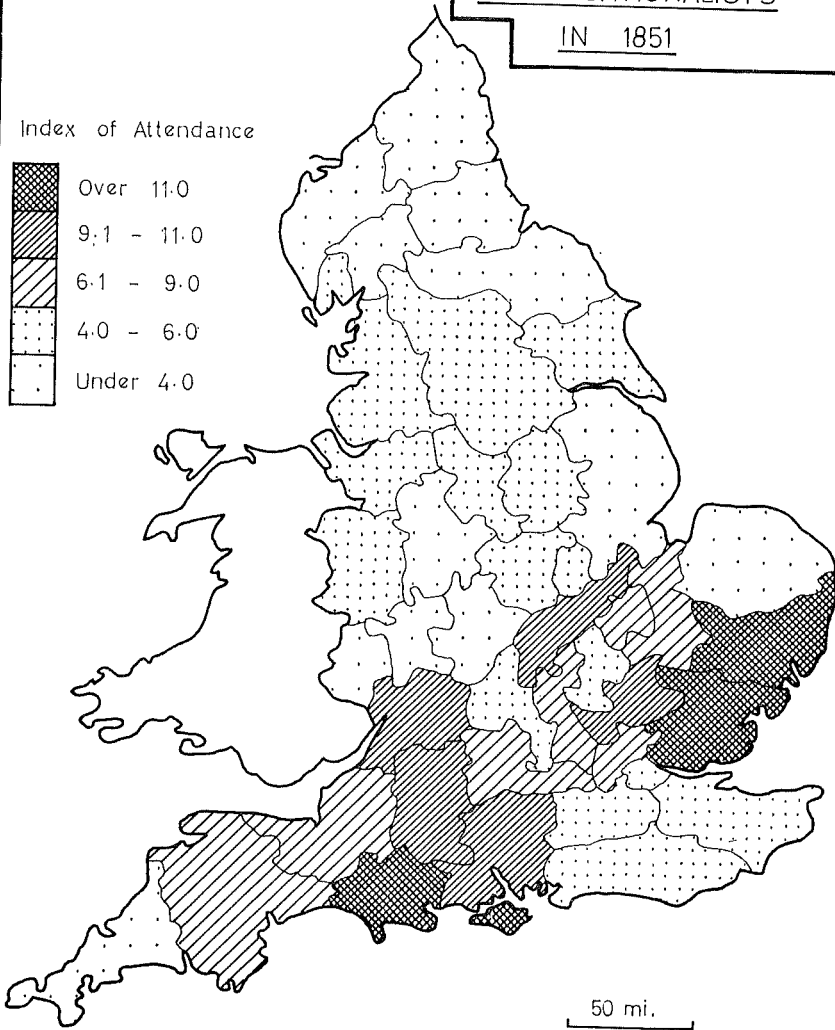 IN 1851
Index of Attendance
Over 11·0
9·1 - 11·0
6·1 - 9·0
4·0 - 6·0
Under 4·0
50 mi.